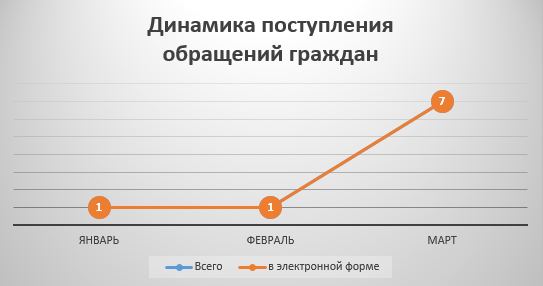 Динамика поступления
обращений граждан
7
1
1
ЯНВАРЬ
ФЕВРАЛЬ
МАРТ
Всего
в электронной форме